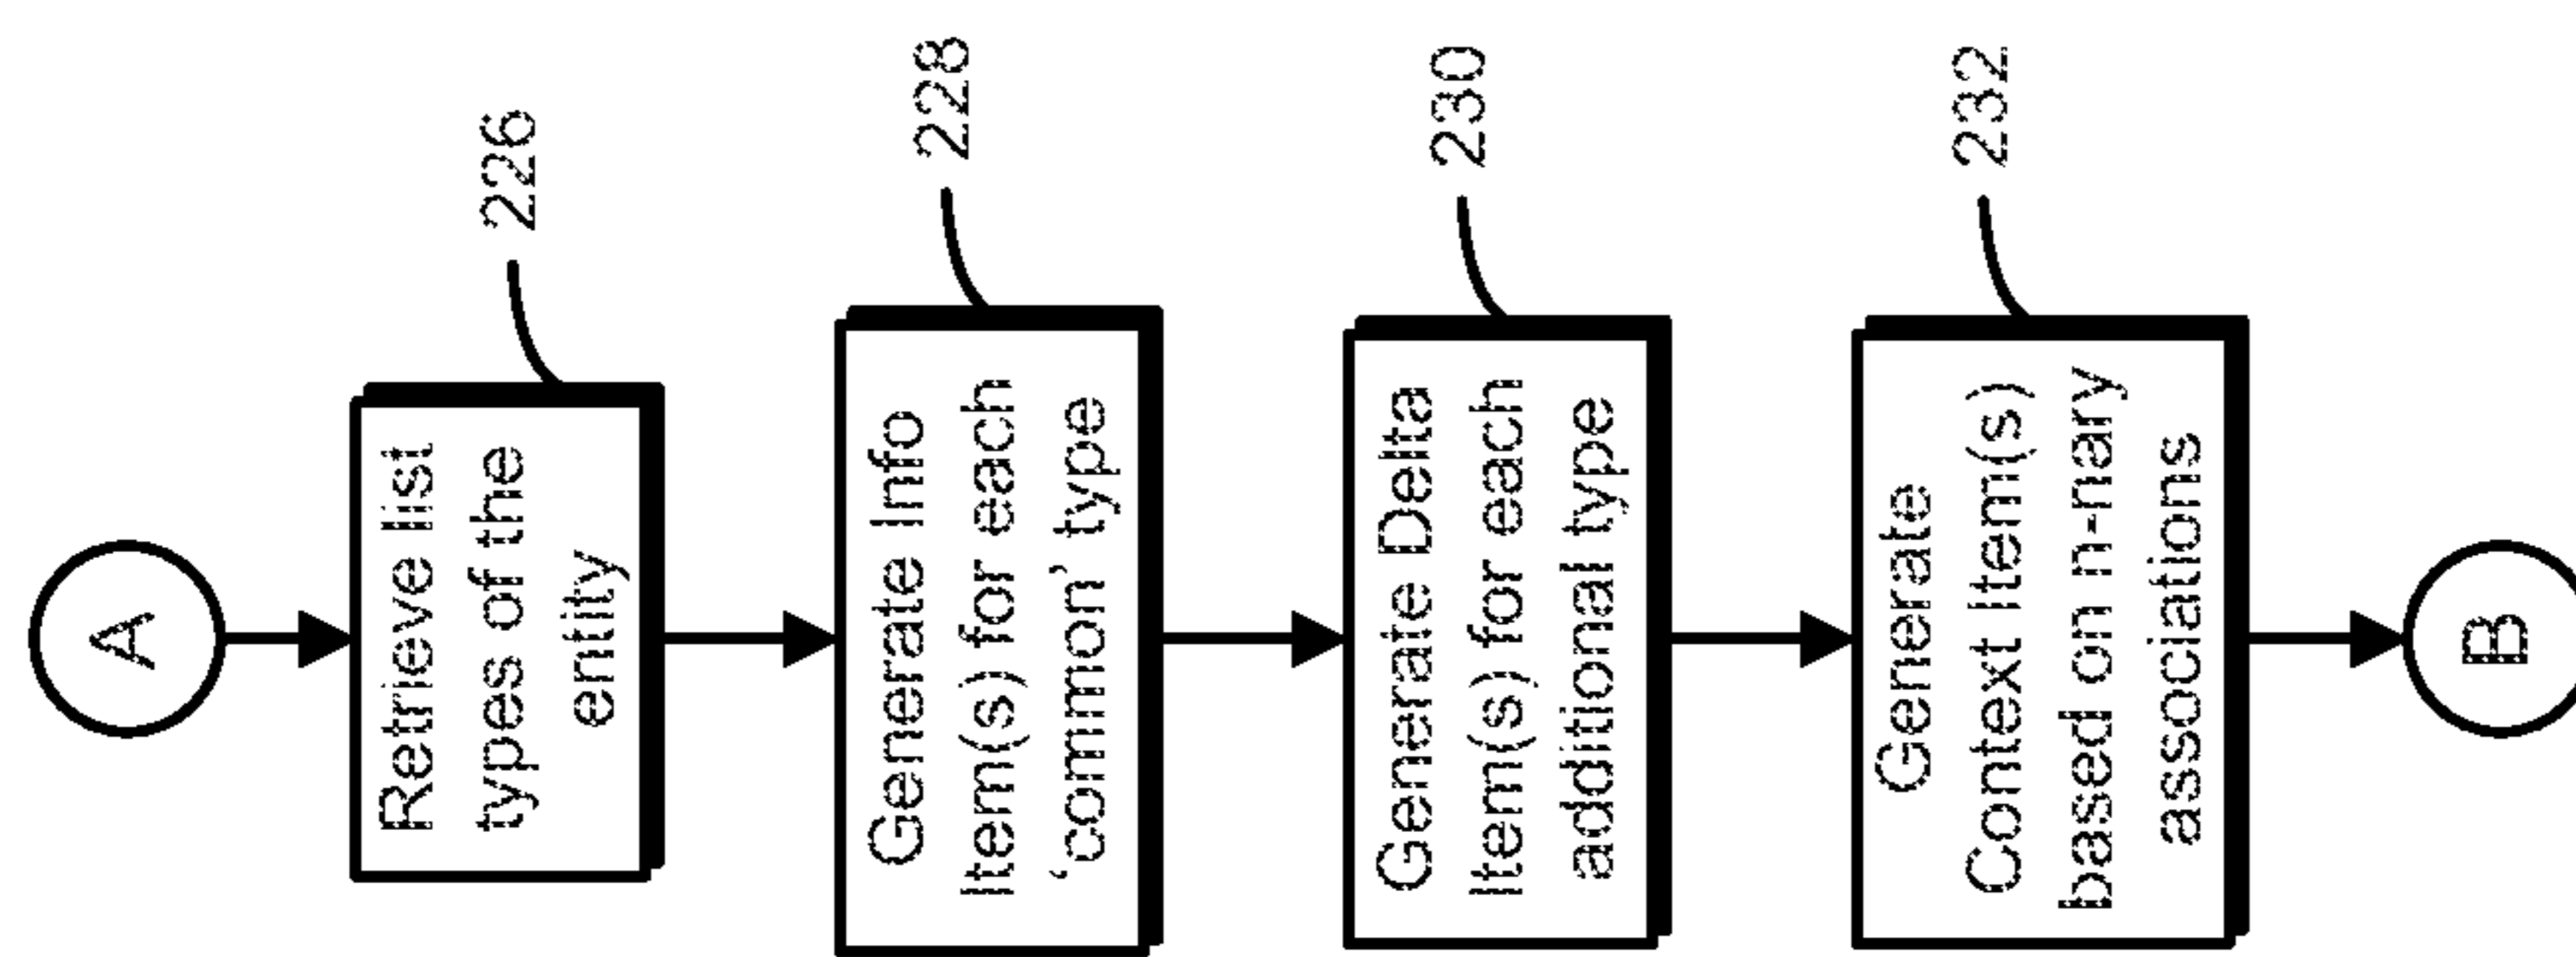 A
Retrieve list
types of the
entity
226
Generate Info
Item(s) for each
‘common’ type
228
Generate Delta
Item(s) for each
additional type
230
Generate
Context Item(s)
based on n-nary
associations
232
B